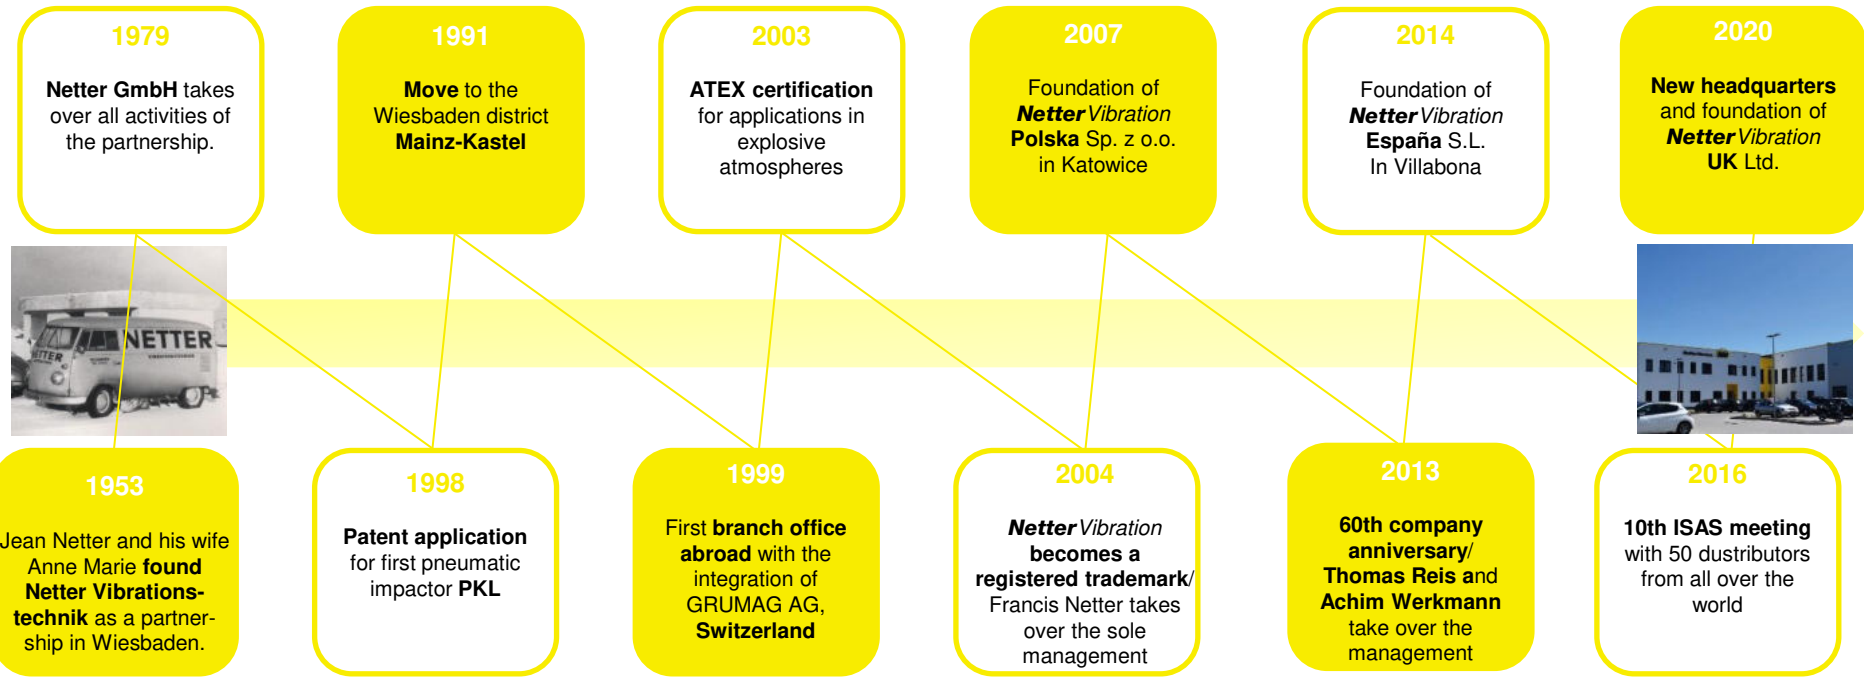 1979
Netter GmbH takes
over all activities of
the partnership.
1991
Move to the
Wiesbaden district
Mainz-Kastel
2003
ATEX certification
for applications in
explosive
atmospheres
2007
Foundation of
NetterVibration
Polska Sp. z o.o.
in Katowice
2014
Foundation of
NetterVibration
España S.L.
In Villabona
2020
New headquarters
and foundation of
NetterVibration
UK Ltd.
NETTER
NETTER
1953
Jean Netter and his wife
Anne Marie found
Netter Vibrations-
technik as a partner-
ship in Wiesbaden.
1998
Patent application
for first pneumatic
impactor PKL
1999
First branch office
abroad with the
integration of
GRUMAG AG,
Switzerland
2004
NetterVibration
becomes a
registered trademark/
Francis Netter takes
over the sole
management
2013
60th company
anniversary/
Thomas Reis and
Achim Werkmann
take over the
management
2016
10th ISAS meeting
with 50 dustributors
from all over the
world